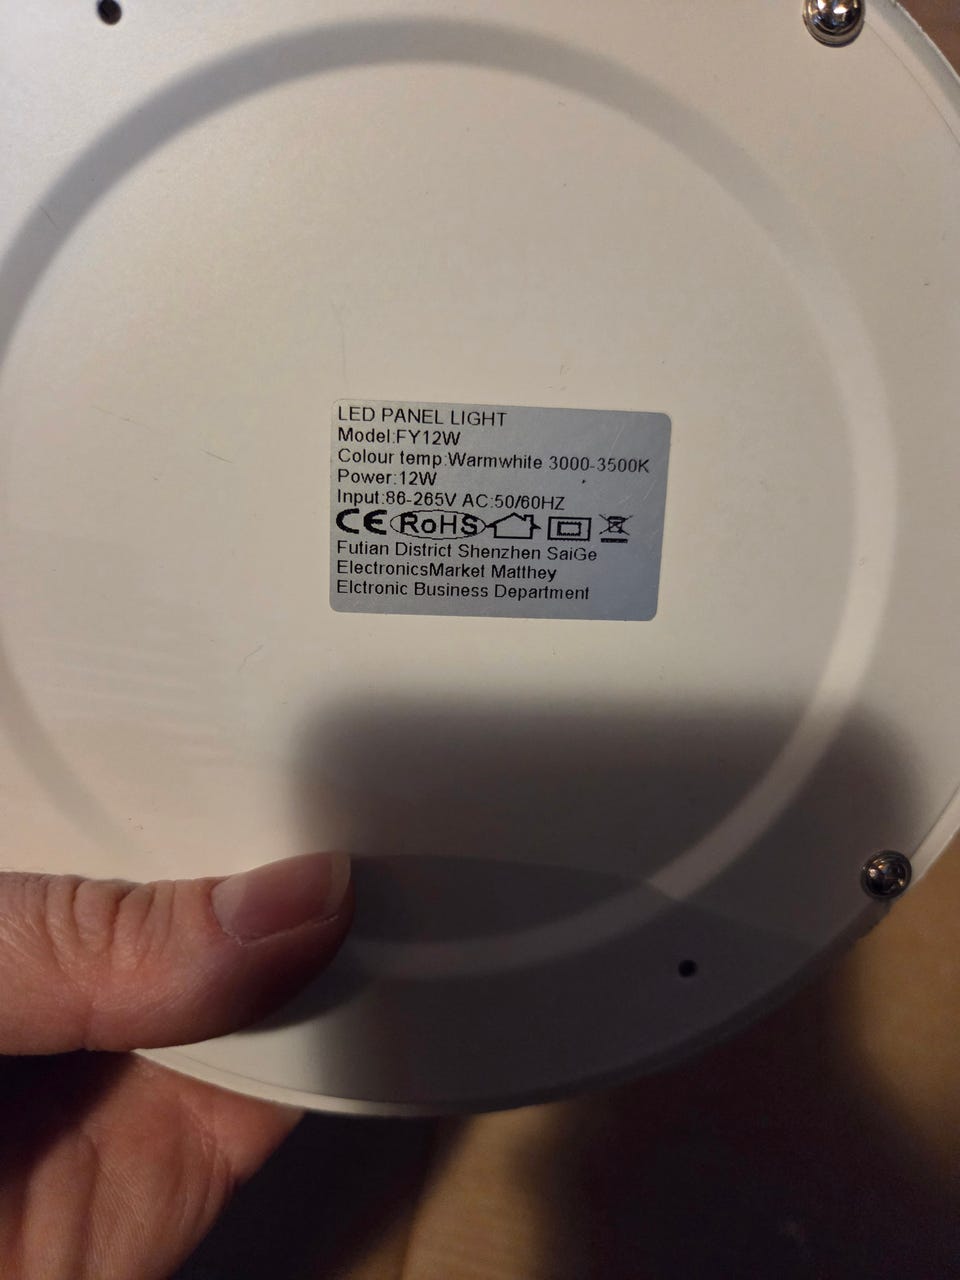 LED PANEL LIGHT
Model:FY12W
Colour temp:Warmwhite 3000-3500K
Power:12W
Input:86-265V AC:50/60HZ
CE RoHS
Futian District Shenzhen SaiGe
ElectronicsMarket Matthey
Elctronic Business Department